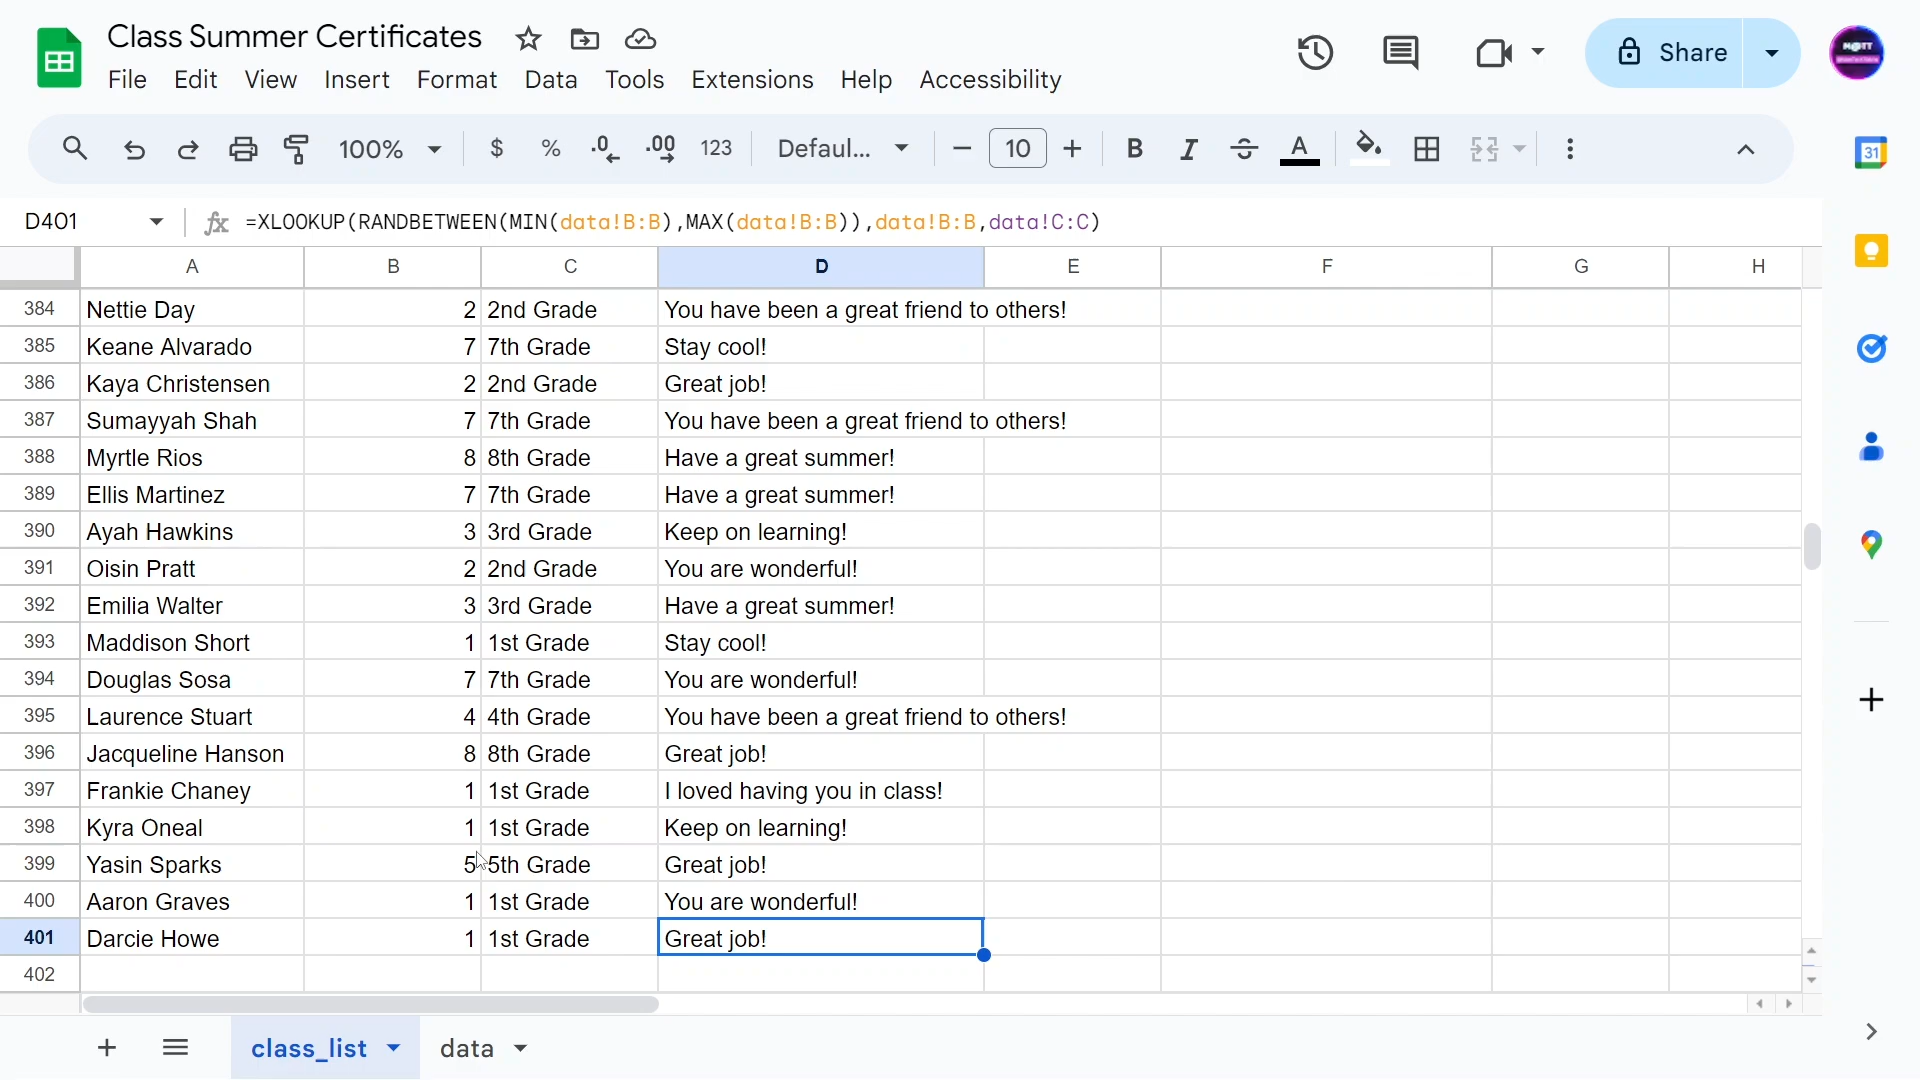 Class Summer Certificates
File Edit View Insert Format Data Tools Extensions Help Accessibility
Share
M@TT
100% $ % .0 .00 123 Defaul... 10 B I A
31
D401 fx =XLOOKUP(RANDBETWEEN(MIN(data!B:B),MAX(data!B:B)),data!B:B,data!C:C)
A B C D E F G H
384 Nettie Day 2 2nd Grade You have been a great friend to others!
385 Keane Alvarado 7 7th Grade Stay cool!
386 Kaya Christensen 2 2nd Grade Great job!
387 Sumayyah Shah 7 7th Grade You have been a great friend to others!
388 Myrtle Rios 8 8th Grade Have a great summer!
389 Ellis Martinez 7 7th Grade Have a great summer!
390 Ayah Hawkins 3 3rd Grade Keep on learning!
391 Oisin Pratt 2 2nd Grade You are wonderful!
392 Emilia Walter 3 3rd Grade Have a great summer!
393 Maddison Short 1 1st Grade Stay cool!
394 Douglas Sosa 7 7th Grade You are wonderful!
395 Laurence Stuart 4 4th Grade You have been a great friend to others!
396 Jacqueline Hanson 8 8th Grade Great job!
397 Frankie Chaney 1 1st Grade I loved having you in class!
398 Kyra Oneal 1 1st Grade Keep on learning!
399 Yasin Sparks 5 5th Grade Great job!
400 Aaron Graves 1 1st Grade You are wonderful!
401 Darcie Howe 1 1st Grade Great job!
402
class_list data